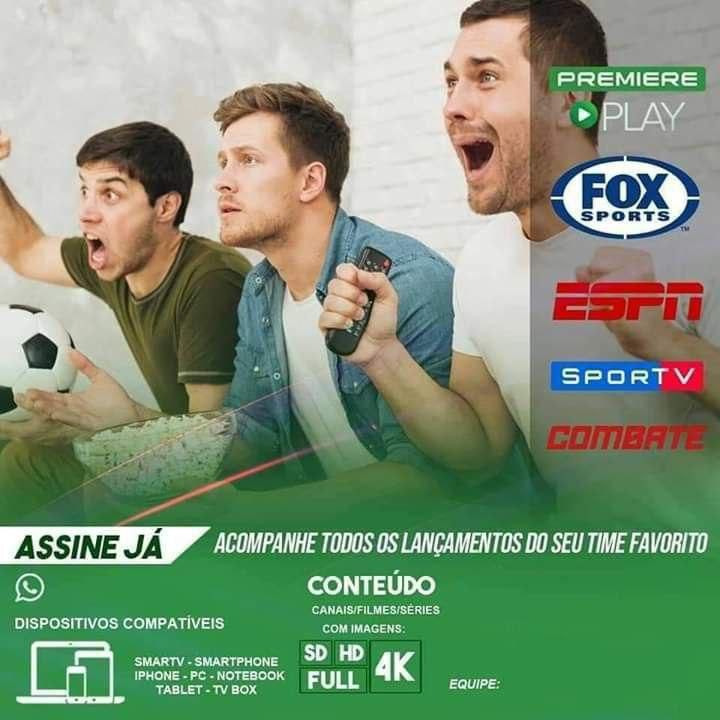 PREMIERE
PLAY
FOX
SPORTS
TM
ESPN
SPORTV
COMBATE
ASSINE JÁ
ACOMPANHE TODOS OS LANÇAMENTOS DO SEU TIME FAVORITO
DISPOSITIVOS COMPATÍVEIS
SMARTV - SMARTPHONE
IPHONE - PC - NOTEBOOK
TABLET - TV BOX
CONTEÚDO
CANAIS/FILMES/SÉRIES
COM IMAGENS:
SD HD
FULL
4K
EQUIPE: